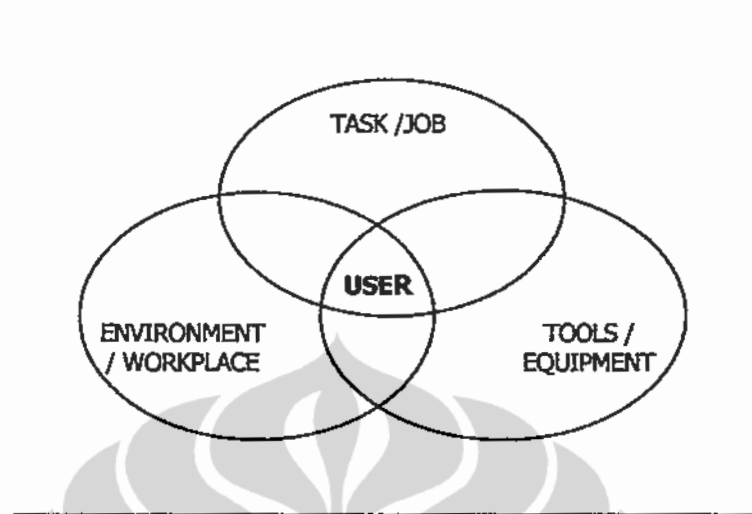 TASK /JOB
USER
ENVIRONMENT
/ WORKPLACE
TOOLS /
EQUIPMENT